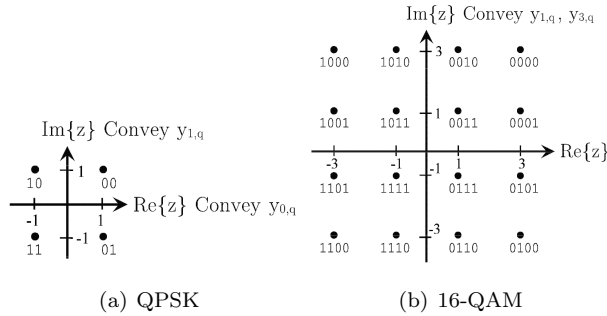 Im{z} Convey y1,q, y3,q
3
1000 1010 0010 0000
1
1001 1011 0011 0001
Re{z}
-3 -1 1 3
-1
1101 1111 0111 0101
-3
1100 1110 0110 0100
Im{z} Convey y1,q
1
10 00
Re{z} Convey y0,q
-1 1
-1
11 01
(a) QPSK
(b) 16-QAM